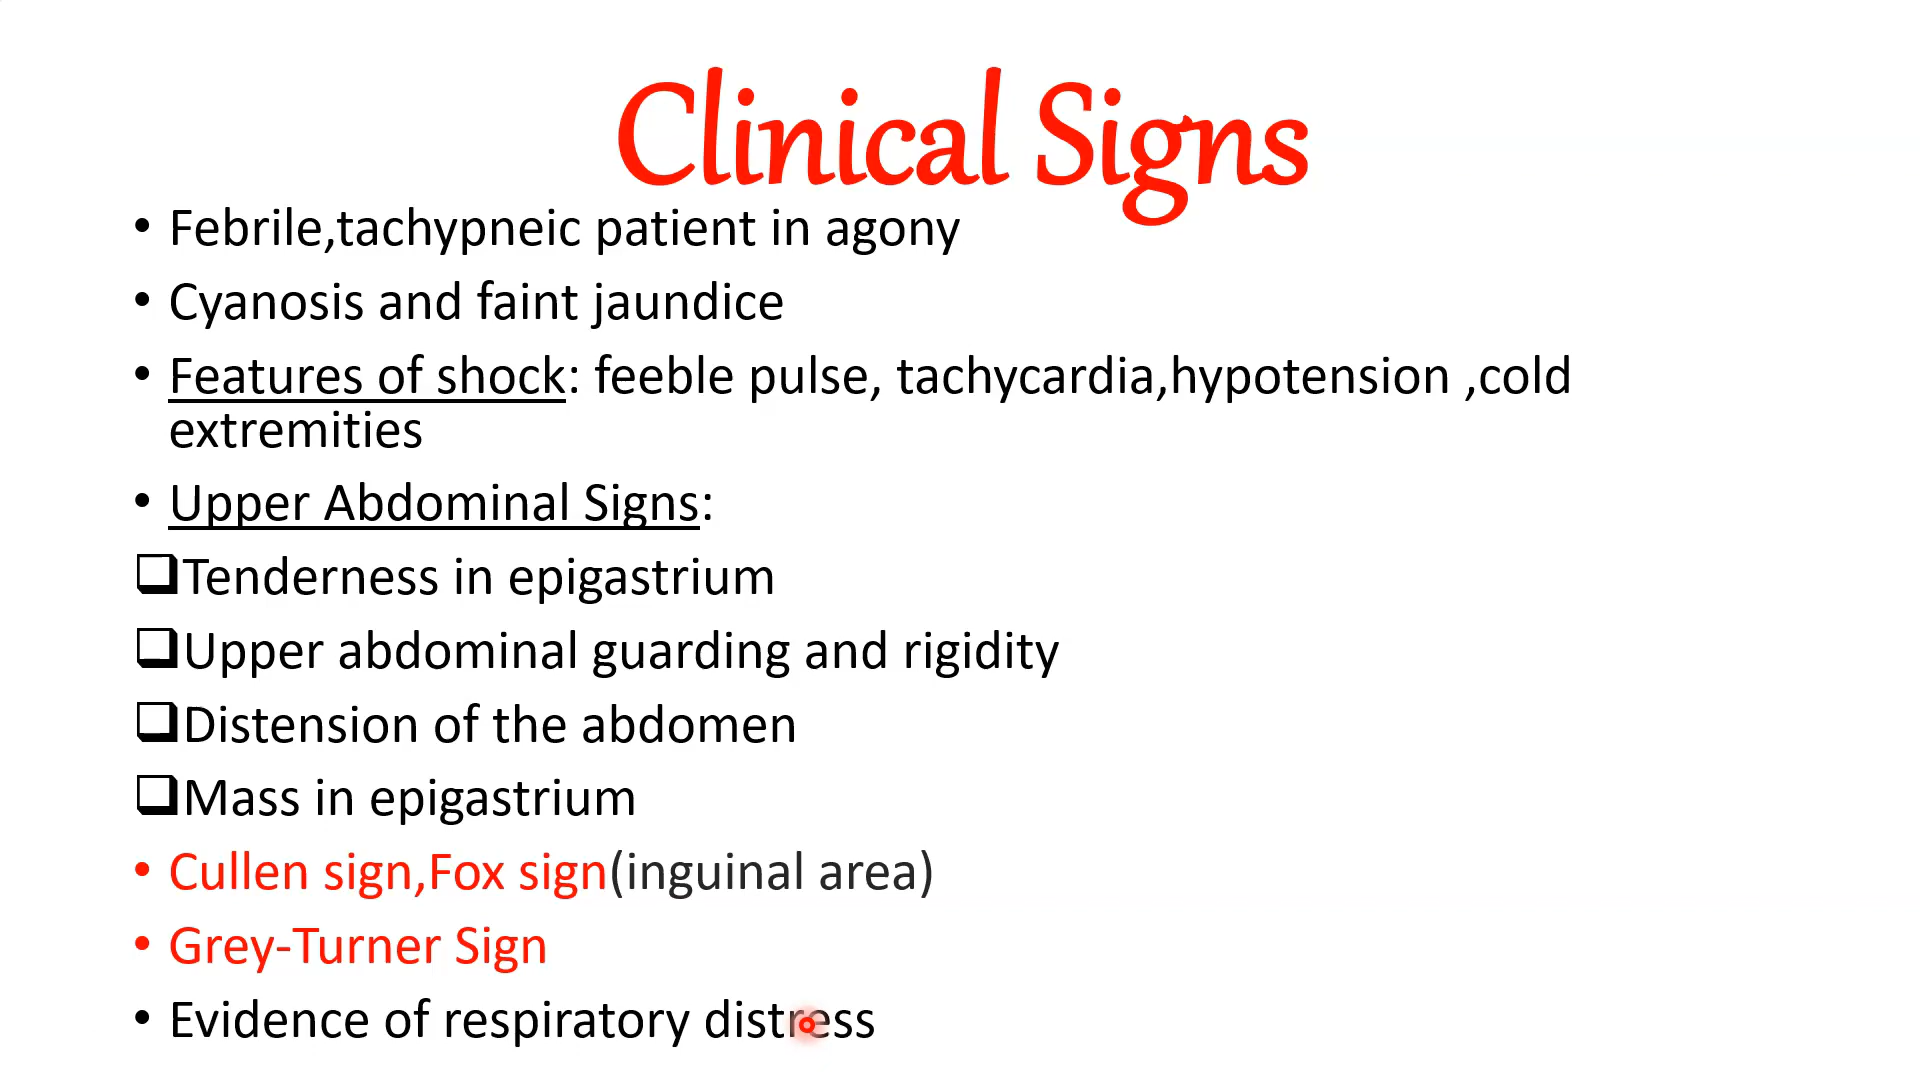 Clinical Signs
• Febrile,tachypneic patient in agony
• Cyanosis and faint jaundice
• Features of shock: feeble pulse, tachycardia,hypotension ,cold
extremities
• Upper Abdominal Signs:
❑Tenderness in epigastrium
❑Upper abdominal guarding and rigidity
❑Distension of the abdomen
❑Mass in epigastrium
• Cullen sign,Fox sign(inguinal area)
• Grey-Turner Sign
• Evidence of respiratory distress